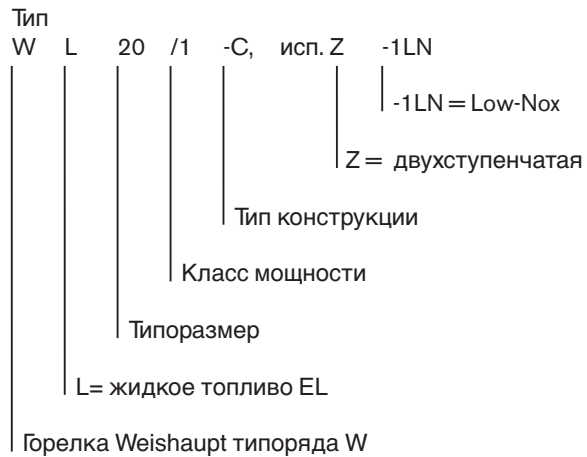 Тип
W L 20 /1 -C, исп. Z -1LN
-1LN = Low-Nox
Z = двухступенчатая
Тип конструкции
Класс мощности
Типоразмер
L= жидкое топливо EL
Горелка Weishaupt типоряда W